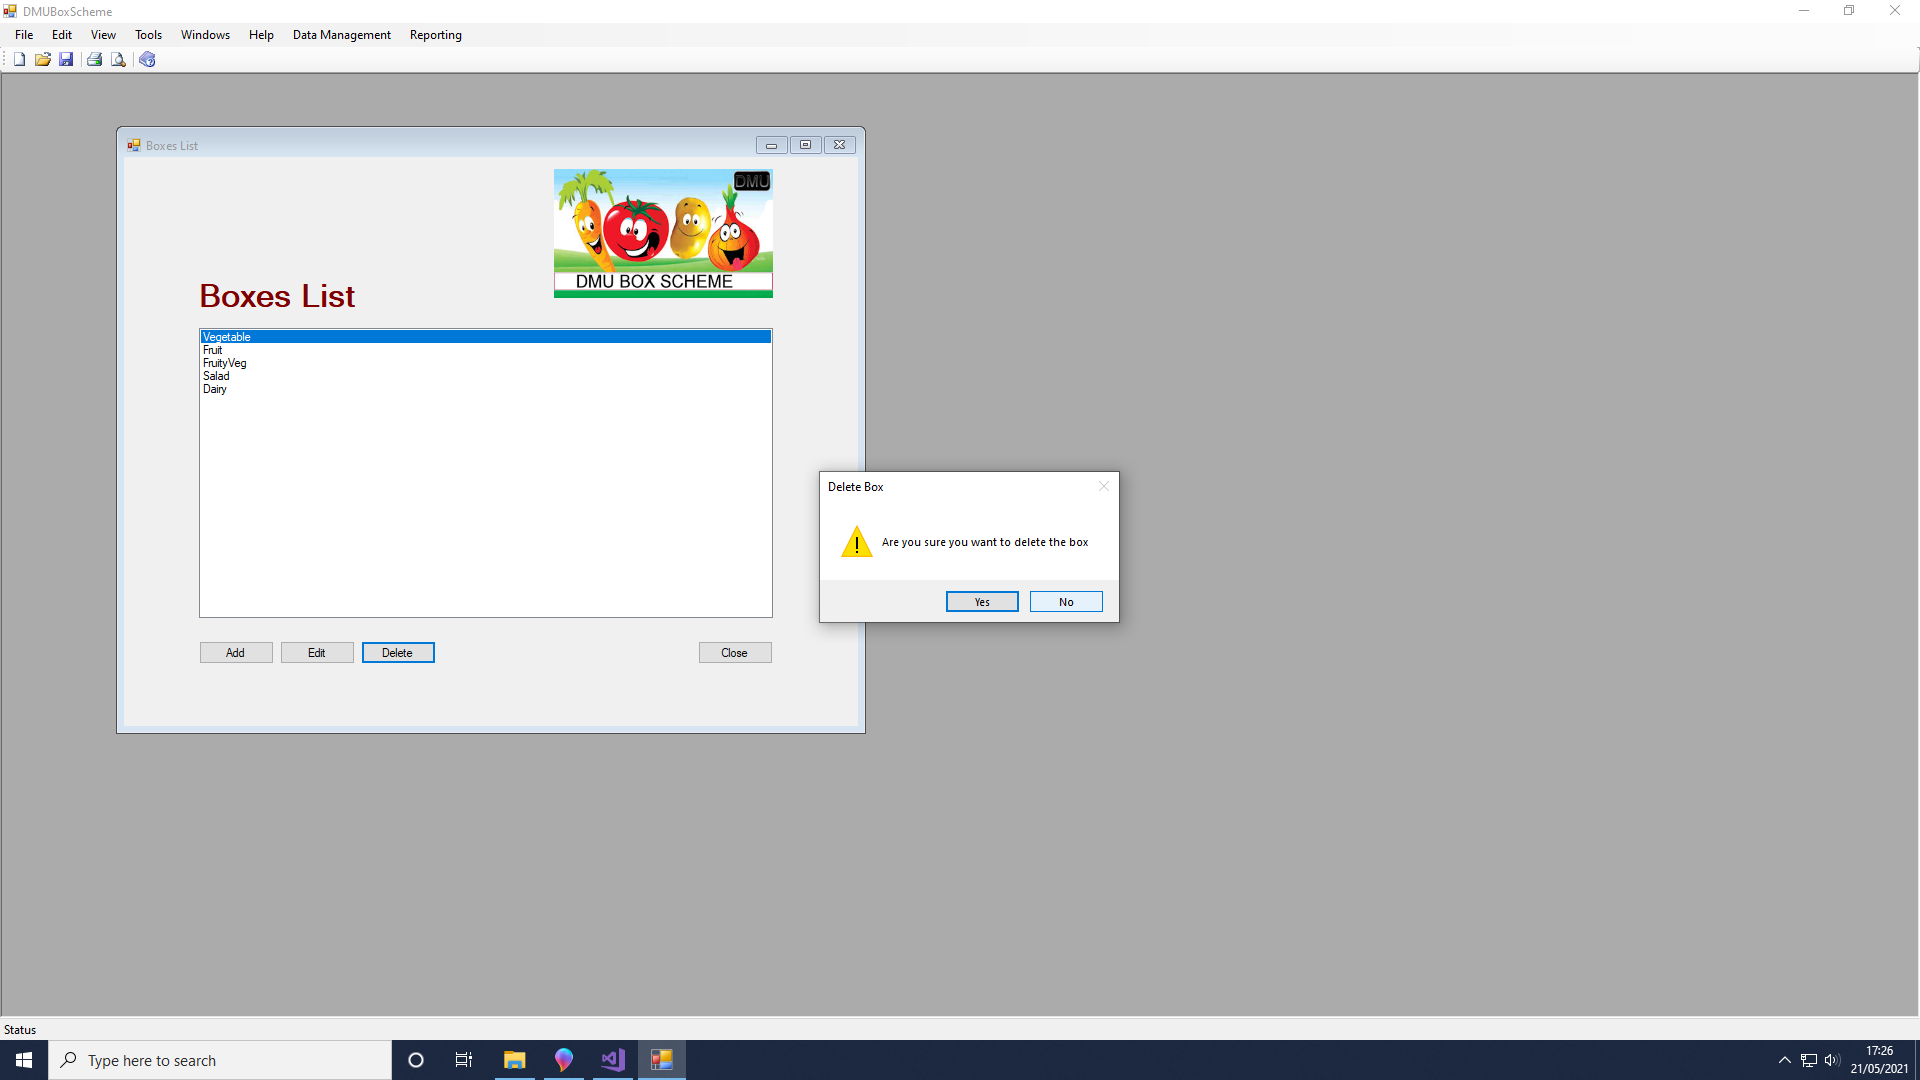 DMUBoxScheme
File Edit View Tools Windows Help Data Management Reporting
Boxes List
DMU
DMU BOX SCHEME
Boxes List
Vegetable
Fruit
FruityVeg
Salad
Dairy
Delete Box
Are you sure you want to delete the box
Yes No
Add Edit Delete Close
Status
Type here to search
17:26
21/05/2021